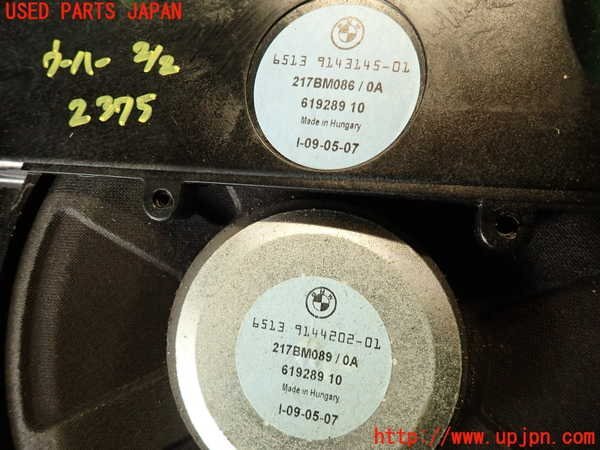 USED PARTS JAPAN
ウーハー 2/2
2375
6513 9143145-01
217BM086 / 0A
619289 10
Made in Hungary
I-09-05-07
BMW
6513 9144202-01
217BM089 / 0A
619289 10
Made in Hungary
I-09-05-07
http://www.upjpn.com